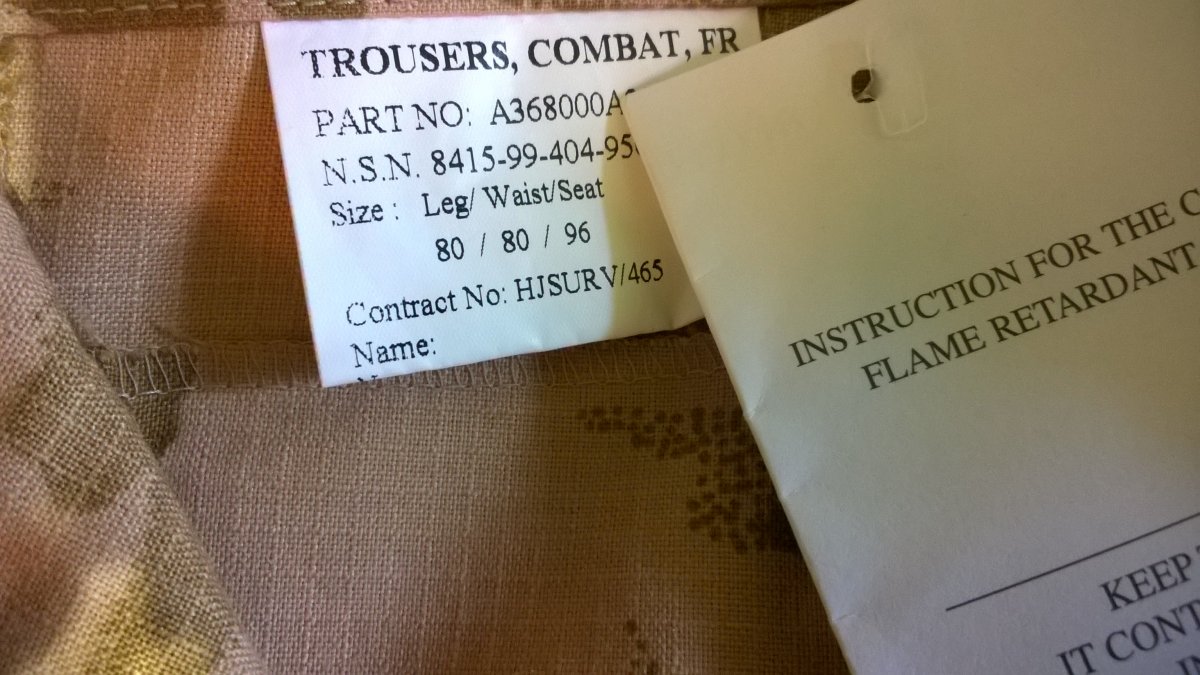 TROUSERS, COMBAT, FR
PART NO: A368000A
N.S.N. 8415-99-404-95
Size : Leg/ Waist/Seat
80 / 80 / 96
Contract No: HJSURV/465
Name:
INSTRUCTION FOR THE C
FLAME RETARDANT
KEEP
IT CONT